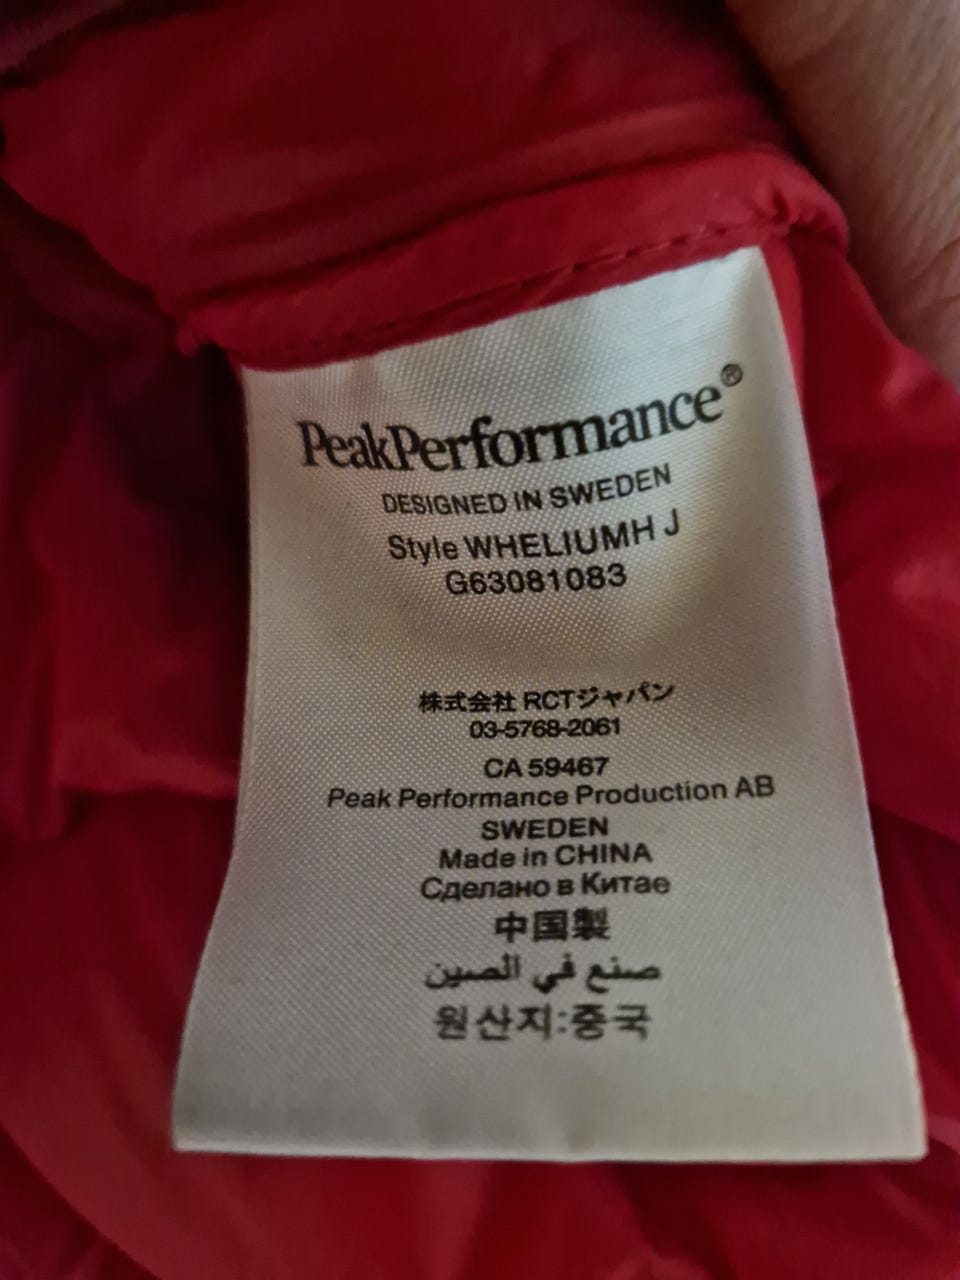 PeakPerformance®
DESIGNED IN SWEDEN
Style WHELIUMH J
G63081083
株式会社 RCTジャパン
03-5768-2061
CA 59467
Peak Performance Production AB
SWEDEN
Made in CHINA
Сделано в Китае
中国製
صنع في الصين
원산지:중국